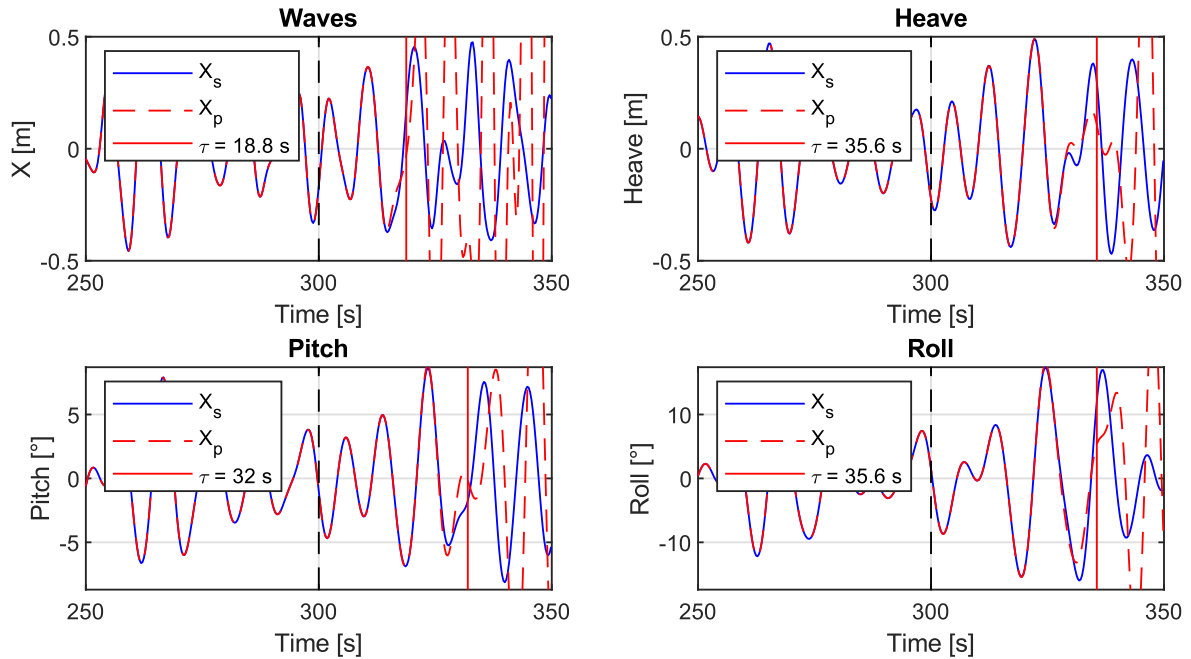 Waves
0.5
0
-0.5
X [m]
X_s
X_p
τ = 18.8 s
250
300
350
Time [s]
Heave
0.5
0
-0.5
Heave [m]
X_s
X_p
τ = 35.6 s
250
300
350
Time [s]
Pitch
5
0
-5
Pitch [°]
X_s
X_p
τ = 32 s
250
300
350
Time [s]
Roll
10
0
-10
Roll [°]
X_s
X_p
τ = 35.6 s
250
300
350
Time [s]